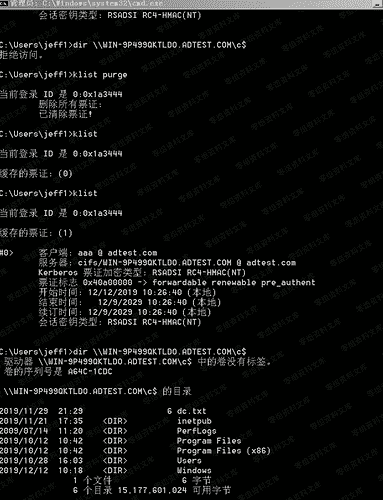 管理员: C:\Windows\system32\cmd.exe
会话密钥类型: RSADSI RC4-HMAC(NT)
C:\Users\jeff1>dir \\WIN-9P499QKTLDO.ADTEST.COM\c$
拒绝访问。
C:\Users\jeff1>klist purge
当前登录 ID 是 0:0x1a3444
删除所有票证:
已清除票证!
C:\Users\jeff1>klist
当前登录 ID 是 0:0x1a3444
缓存的票证: (0)
C:\Users\jeff1>klist
当前登录 ID 是 0:0x1a3444
缓存的票证: (1)
#0> 客户端: aaa @ adtest.com
服务器: cifs/WIN-9P499QKTLDO.ADTEST.COM @ adtest.com
Kerberos 票证加密类型: RSADSI RC4-HMAC(NT)
票证标志 0x40a00000 -> forwardable renewable pre_authent
开始时间: 12/12/2019 10:26:40 (本地)
结束时间: 12/9/2029 10:26:40 (本地)
续订时间: 12/9/2029 10:26:40 (本地)
会话密钥类型: RSADSI RC4-HMAC(NT)
C:\Users\jeff1>dir \\WIN-9P499QKTLDO.ADTEST.COM\c$
驱动器 \\WIN-9P499QKTLDO.ADTEST.COM\c$ 中的卷没有标签。
卷的序列号是 A64C-1CDC
\\WIN-9P499QKTLDO.ADTEST.COM\c$ 的目录
2019/11/29 21:29 6 dc.txt
2019/11/21 17:35 <DIR> inetpub
2009/07/14 11:20 <DIR> PerfLogs
2019/10/12 10:42 <DIR> Program Files
2019/10/12 10:42 <DIR> Program Files (x86)
2019/10/28 16:03 <DIR> Users
2019/12/12 10:18 <DIR> Windows
1 个文件 6 字节
6 个目录 15,177,601,024 可用字节